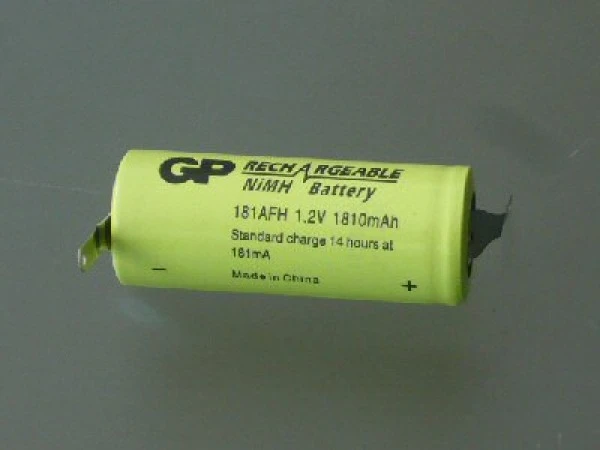 GP RECHARGEABLE
NiMH Battery
181AFH 1.2V 1810mAh
Standard charge 14 hours at
181mA
Made in China
− +